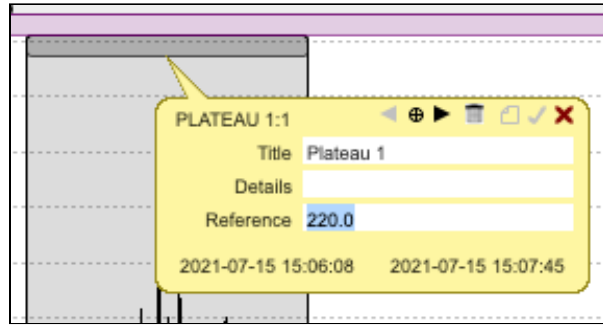 PLATEAU 1:1
Title Plateau 1
Details
Reference 220.0
2021-07-15 15:06:08 2021-07-15 15:07:45